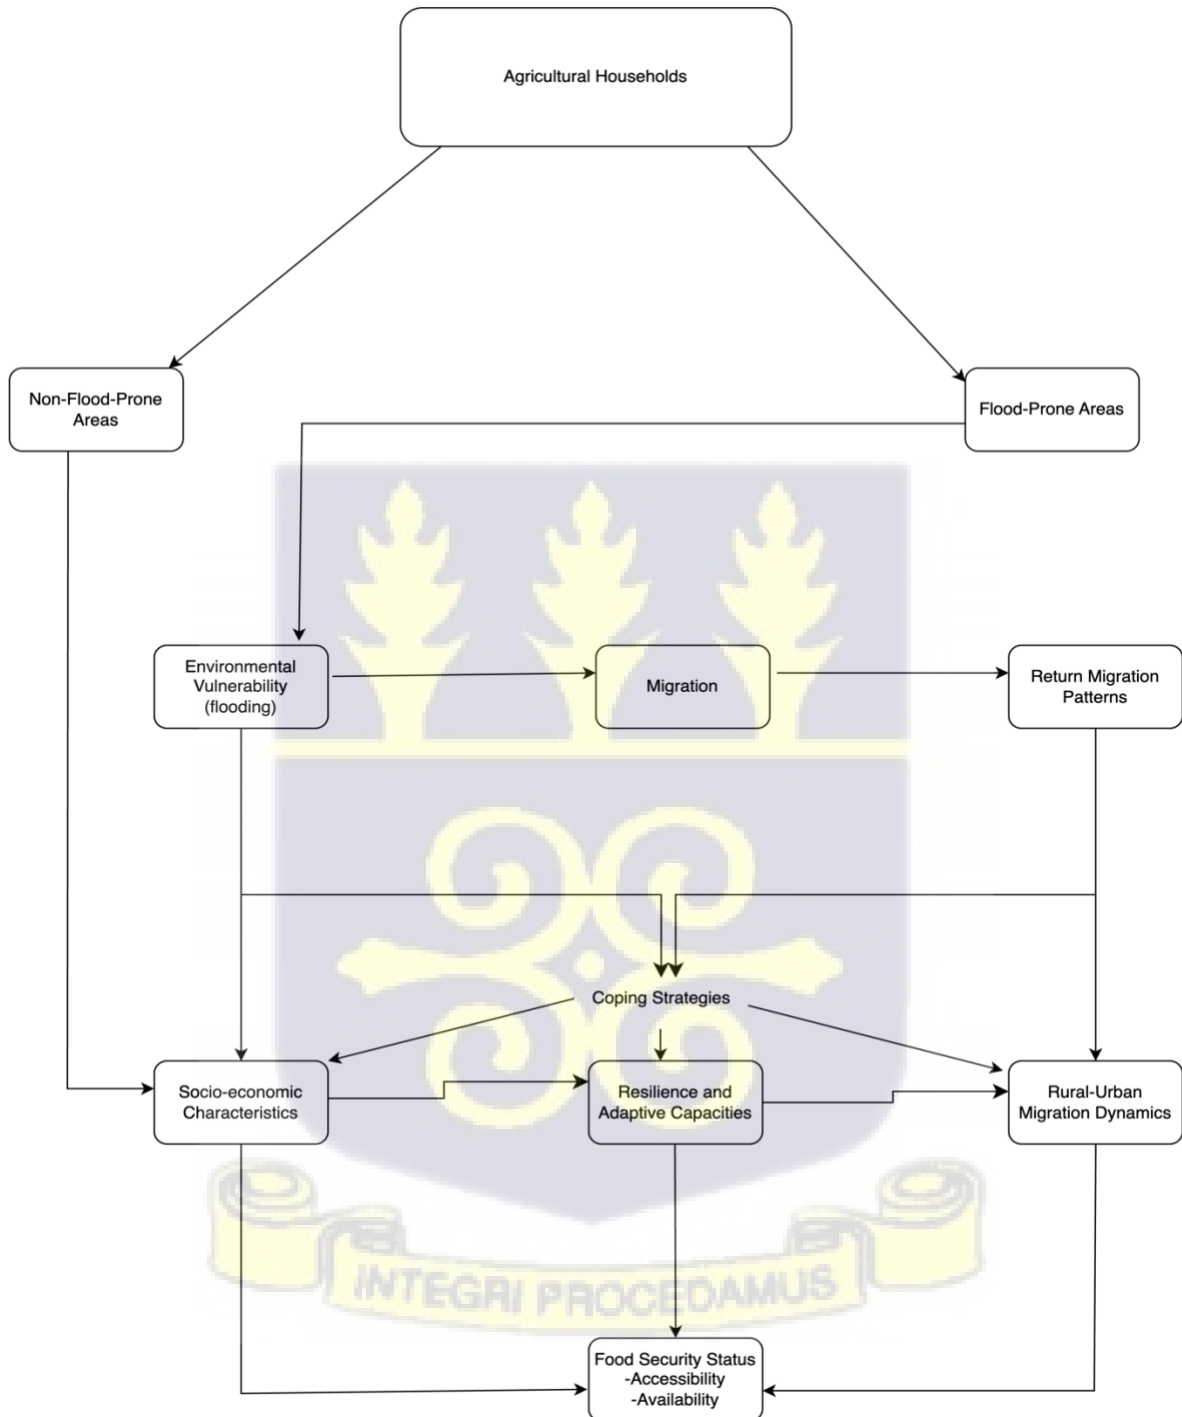 Agricultural Households
Non-Flood-Prone
Areas
Flood-Prone Areas
Environmental
Vulnerability
(flooding)
Migration
Return Migration
Patterns
Coping Strategies
Socio-economic
Characteristics
Resilience and
Adaptive Capacities
Rural-Urban
Migration Dynamics
INTEGRI PROCEDAMUS
Food Security Status
-Accessibility
-Availability